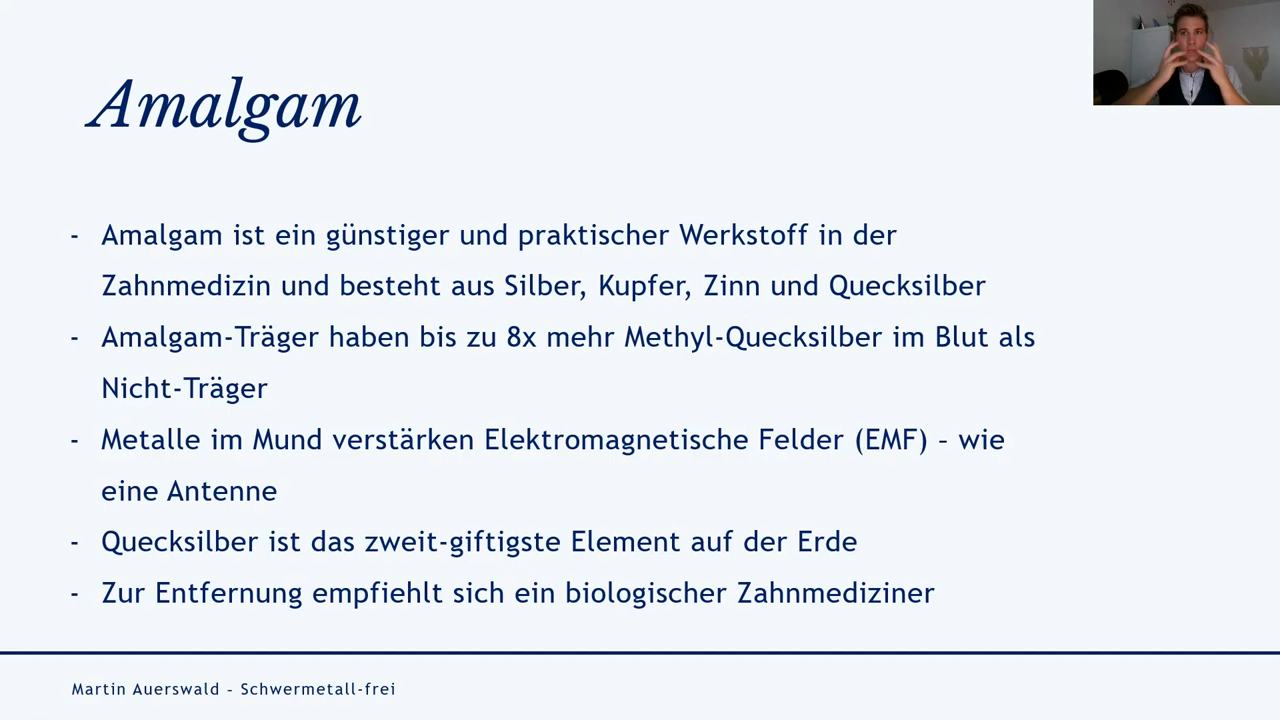 Amalgam
- Amalgam ist ein günstiger und praktischer Werkstoff in der
Zahnmedizin und besteht aus Silber, Kupfer, Zinn und Quecksilber
- Amalgam-Träger haben bis zu 8x mehr Methyl-Quecksilber im Blut als
Nicht-Träger
- Metalle im Mund verstärken Elektromagnetische Felder (EMF) – wie
eine Antenne
- Quecksilber ist das zweit-giftigste Element auf der Erde
- Zur Entfernung empfiehlt sich ein biologischer Zahnmediziner
Martin Auerswald – Schwermetall-frei